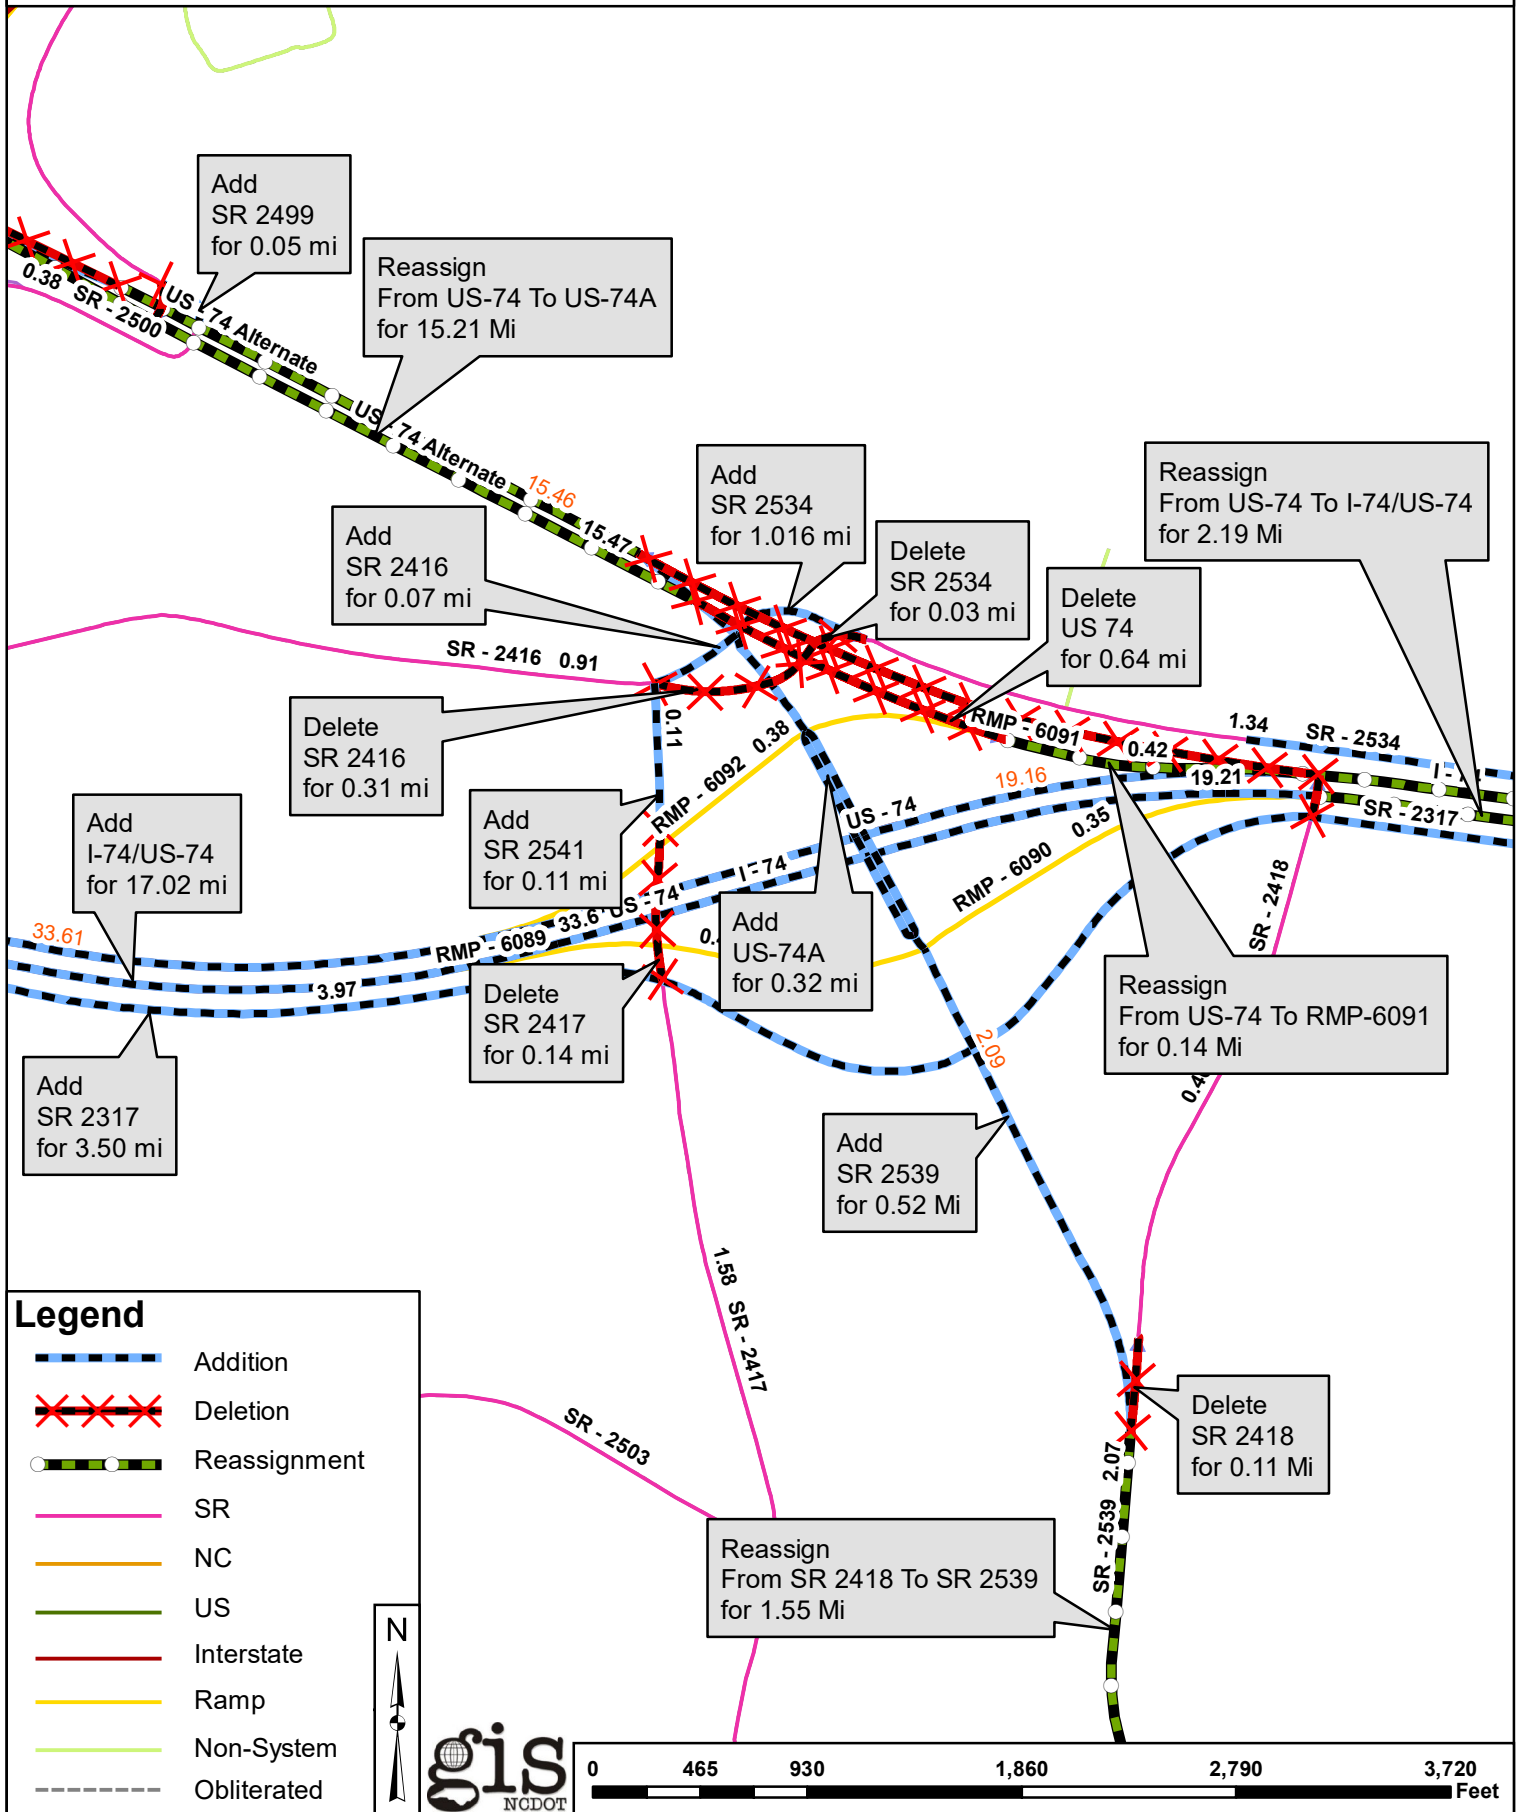 Add
SR 2499
for 0.05 mi
Reassign
From US-74 To US-74A
for 15.21 Mi
0.38 SR - 2500
US - 74 Alternate
US - 74 Alternate
15.46
15.47
Add
SR 2534
for 1.016 mi
Reassign
From US-74 To I-74/US-74
for 2.19 Mi
Add
SR 2416
for 0.07 mi
Delete
SR 2534
for 0.03 mi
Delete
US 74
for 0.64 mi
SR - 2416 0.91
Delete
SR 2416
for 0.31 mi
0.11
RMP - 6092 0.38
RMP - 6091
0.42
1.34 SR - 2534
19.16
19.21
SR - 2317
Add
SR 2541
for 0.11 mi
US - 74
I - 74
US - 74
RMP - 6090 0.35
Add
I-74/US-74
for 17.02 mi
33.61
RMP - 6089
3.97
Add
US-74A
for 0.32 mi
SR - 2418
Delete
SR 2417
for 0.14 mi
Reassign
From US-74 To RMP-6091
for 0.14 Mi
2.09
Add
SR 2317
for 3.50 mi
Add
SR 2539
for 0.52 Mi
1.58 SR - 2417
SR - 2503
Delete
SR 2418
for 0.11 Mi
SR - 2539 2.07
Reassign
From SR 2418 To SR 2539
for 1.55 Mi
Legend
Addition
Deletion
Reassignment
SR
NC
US
Interstate
Ramp
Non-System
Obliterated
N
gis
NCDOT
0 465 930 1,860 2,790 3,720
Feet